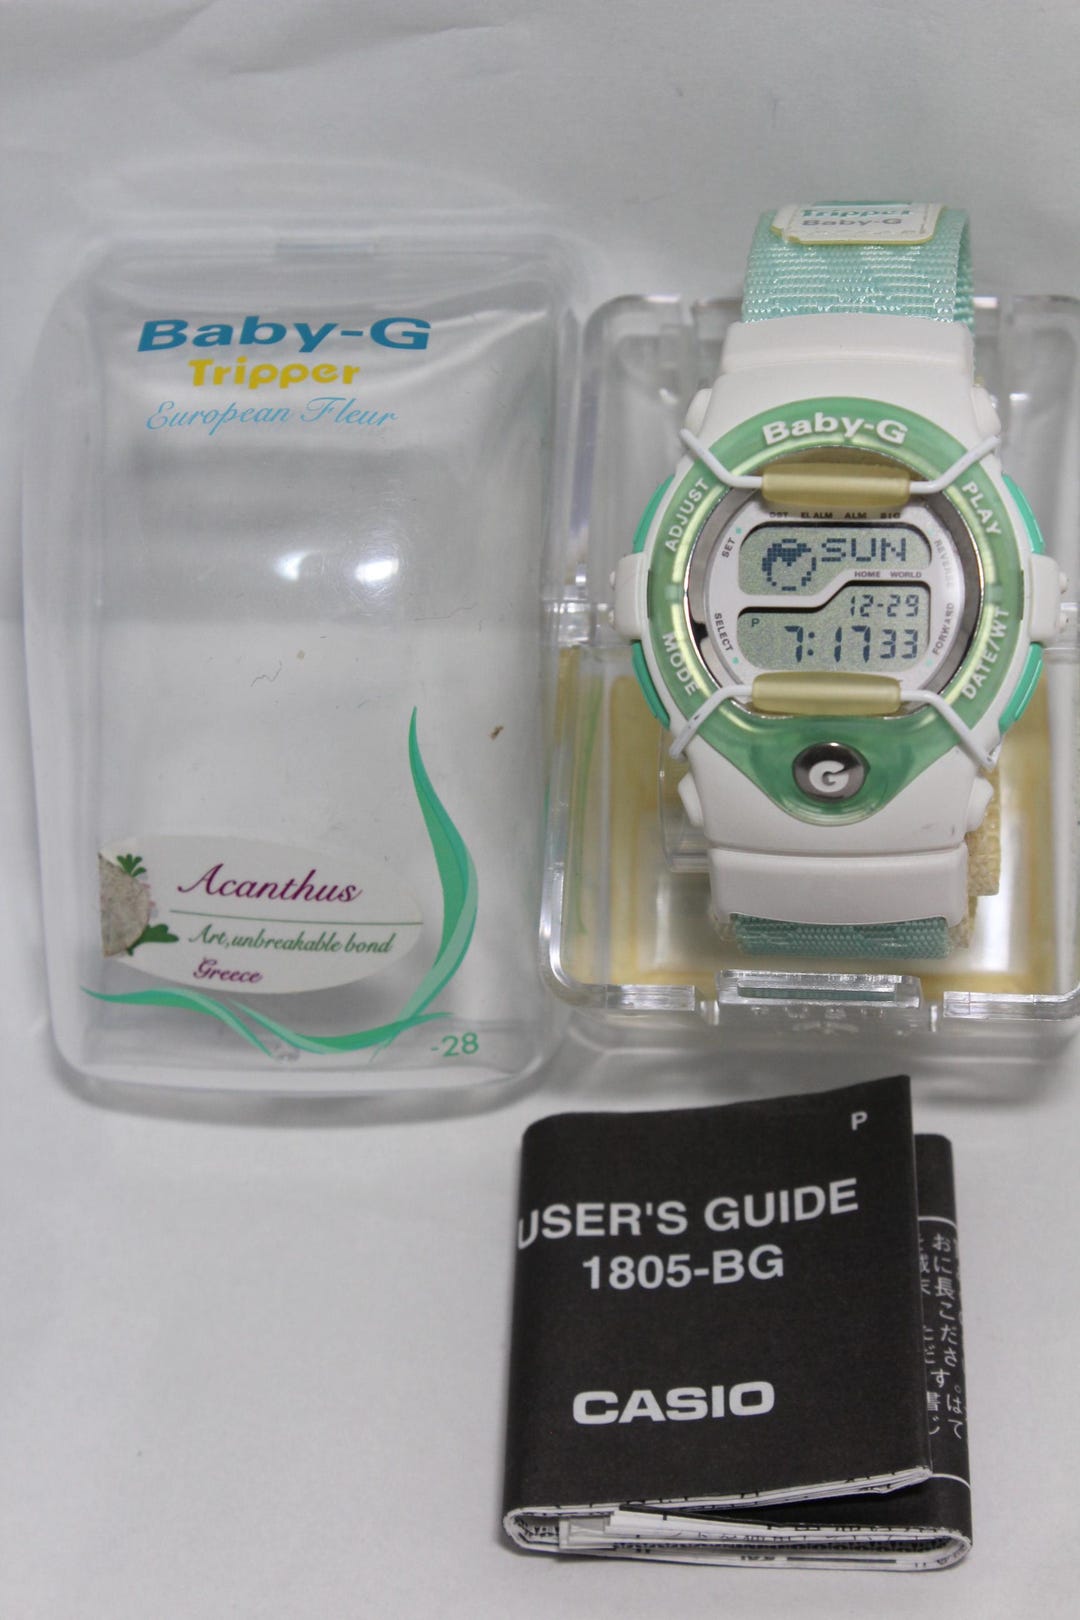 Baby-G
Tripper
European Fleur
Acanthus
Art,unbreakable bond
Greece
-28
Tripper
Baby-G
Baby-G
ADJUST
PLAY
MODE
DATE/WT
DST EL ALM ALM SIG
SET
REVERSE
SELECT
FORWARD
SUN
HOME WORLD
12-29
P
7:17 33
G
P
USER'S GUIDE
1805-BG
CASIO